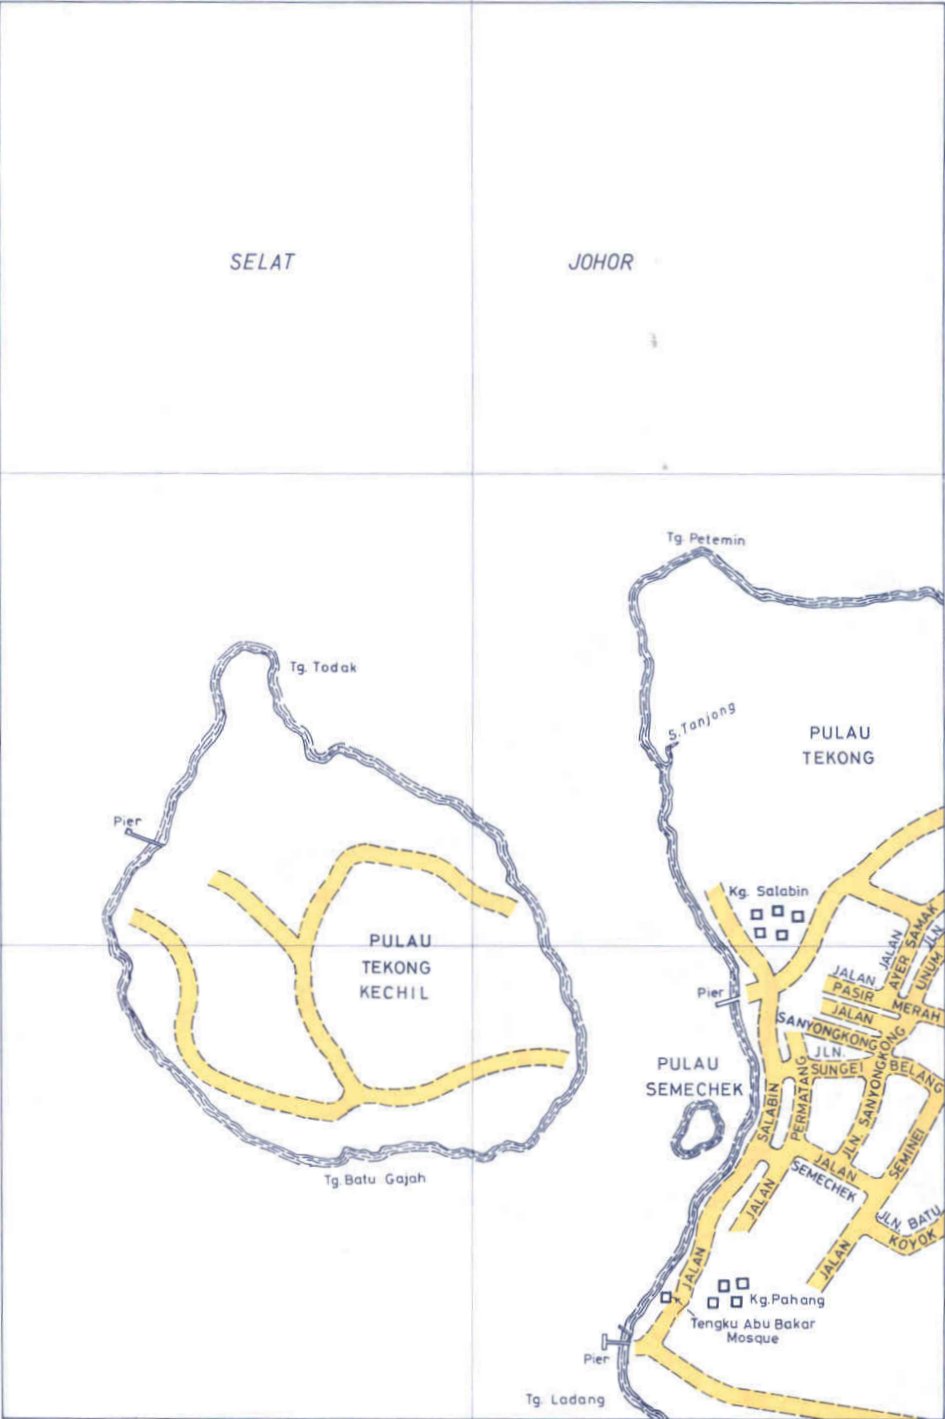 SELAT
JOHOR
Tg. Petemin
Tg. Todak
S. Tanjong
PULAU
TEKONG
Pier
Kg. Salabin
PULAU
TEKONG
KECHIL
JALAN
AYER SAMAK
JLN.
UNUM
JALAN
PASIR
MERAH
Pier
JALAN
SANYONGKONG
JLN.
SUNGEI
BELANG
PULAU
SEMECHEK
SALABIN
PERMATANG
JLN. SANYONGKONG
SEMINEI
JALAN
SEMECHEK
Tg. Batu Gajah
JALAN
JLN. BATU
KOYOK
JALAN
JALAN
Kg. Pahang
Tengku Abu Bakar
Mosque
Pier
Tg. Ladang